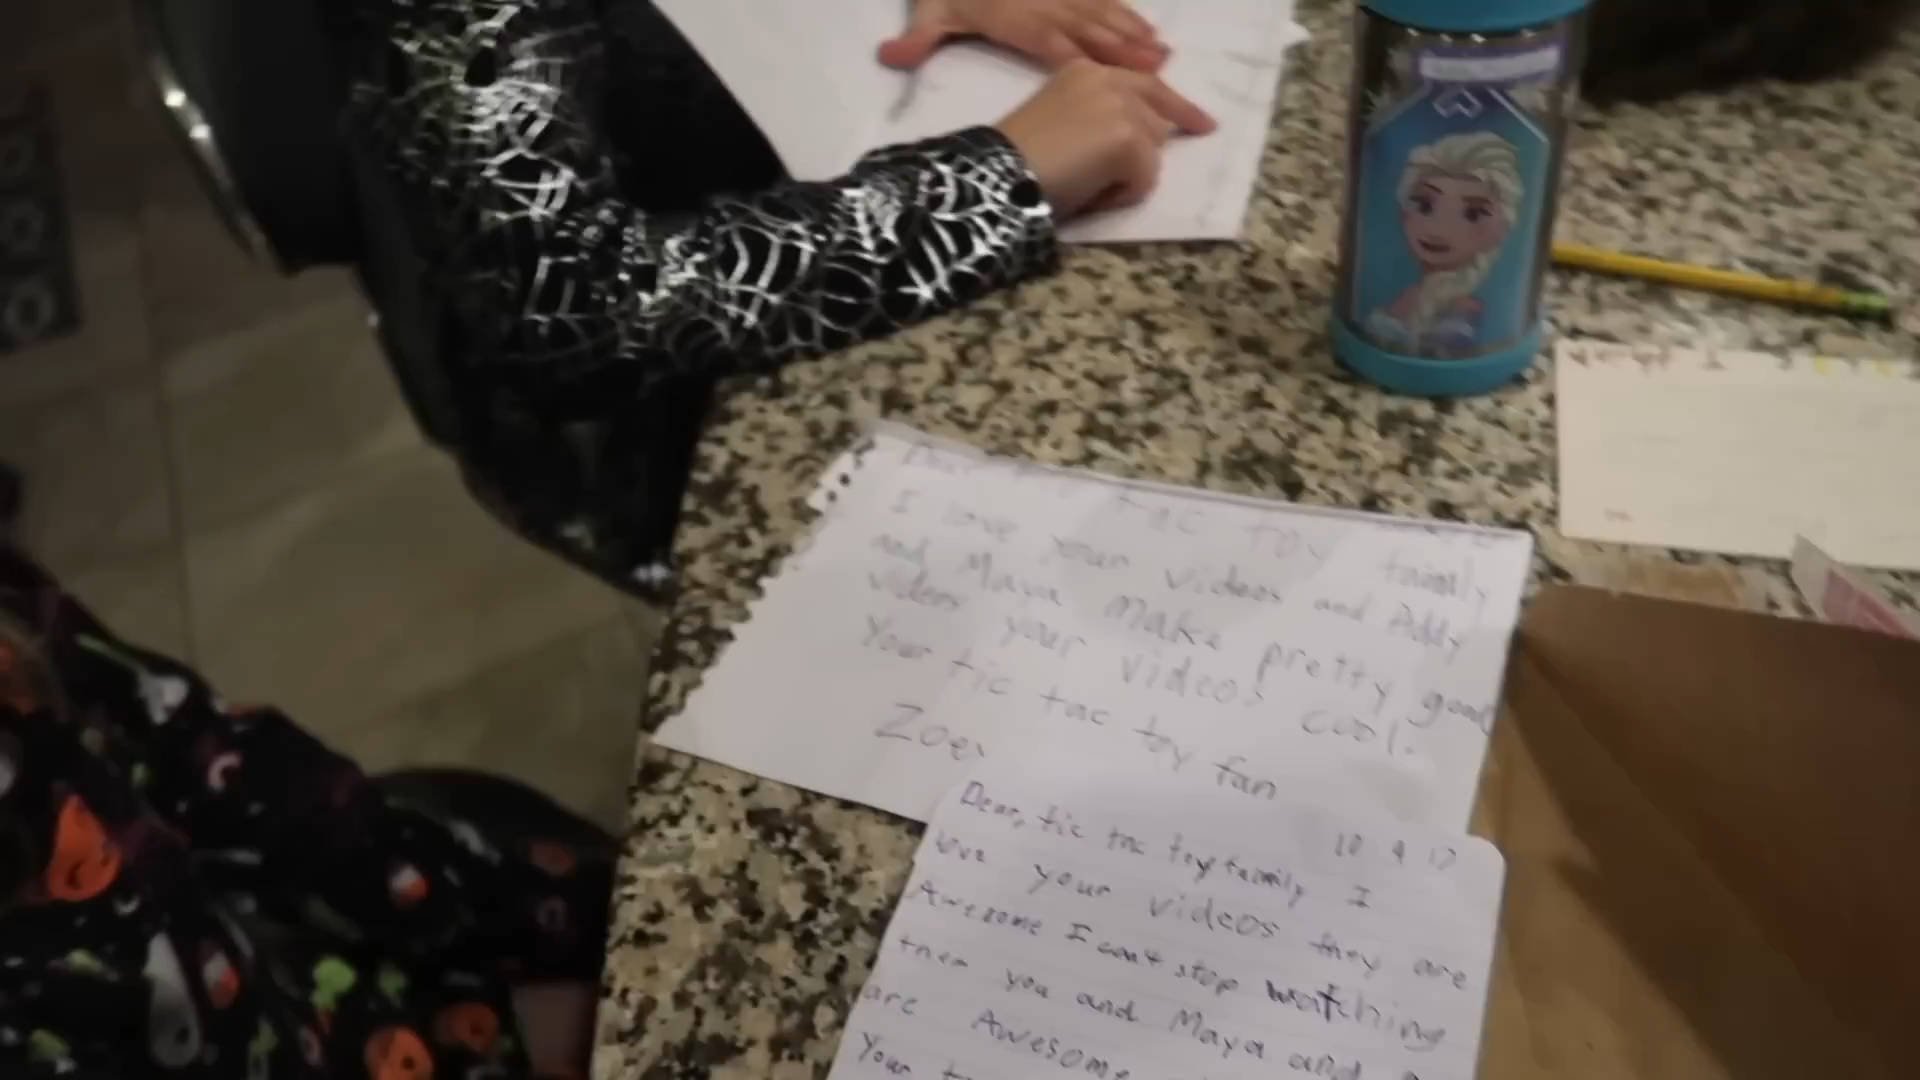 Dear tac toy family
I love your videos and Addy
and Maya make pretty good
videos your videos cool.
Your tic tac toy fan
Zoe
10 9 17
Dear, tic tac toy family I
love your videos they are
Awesome I can't stop watching
them you and Maya and
are Awesome
Your